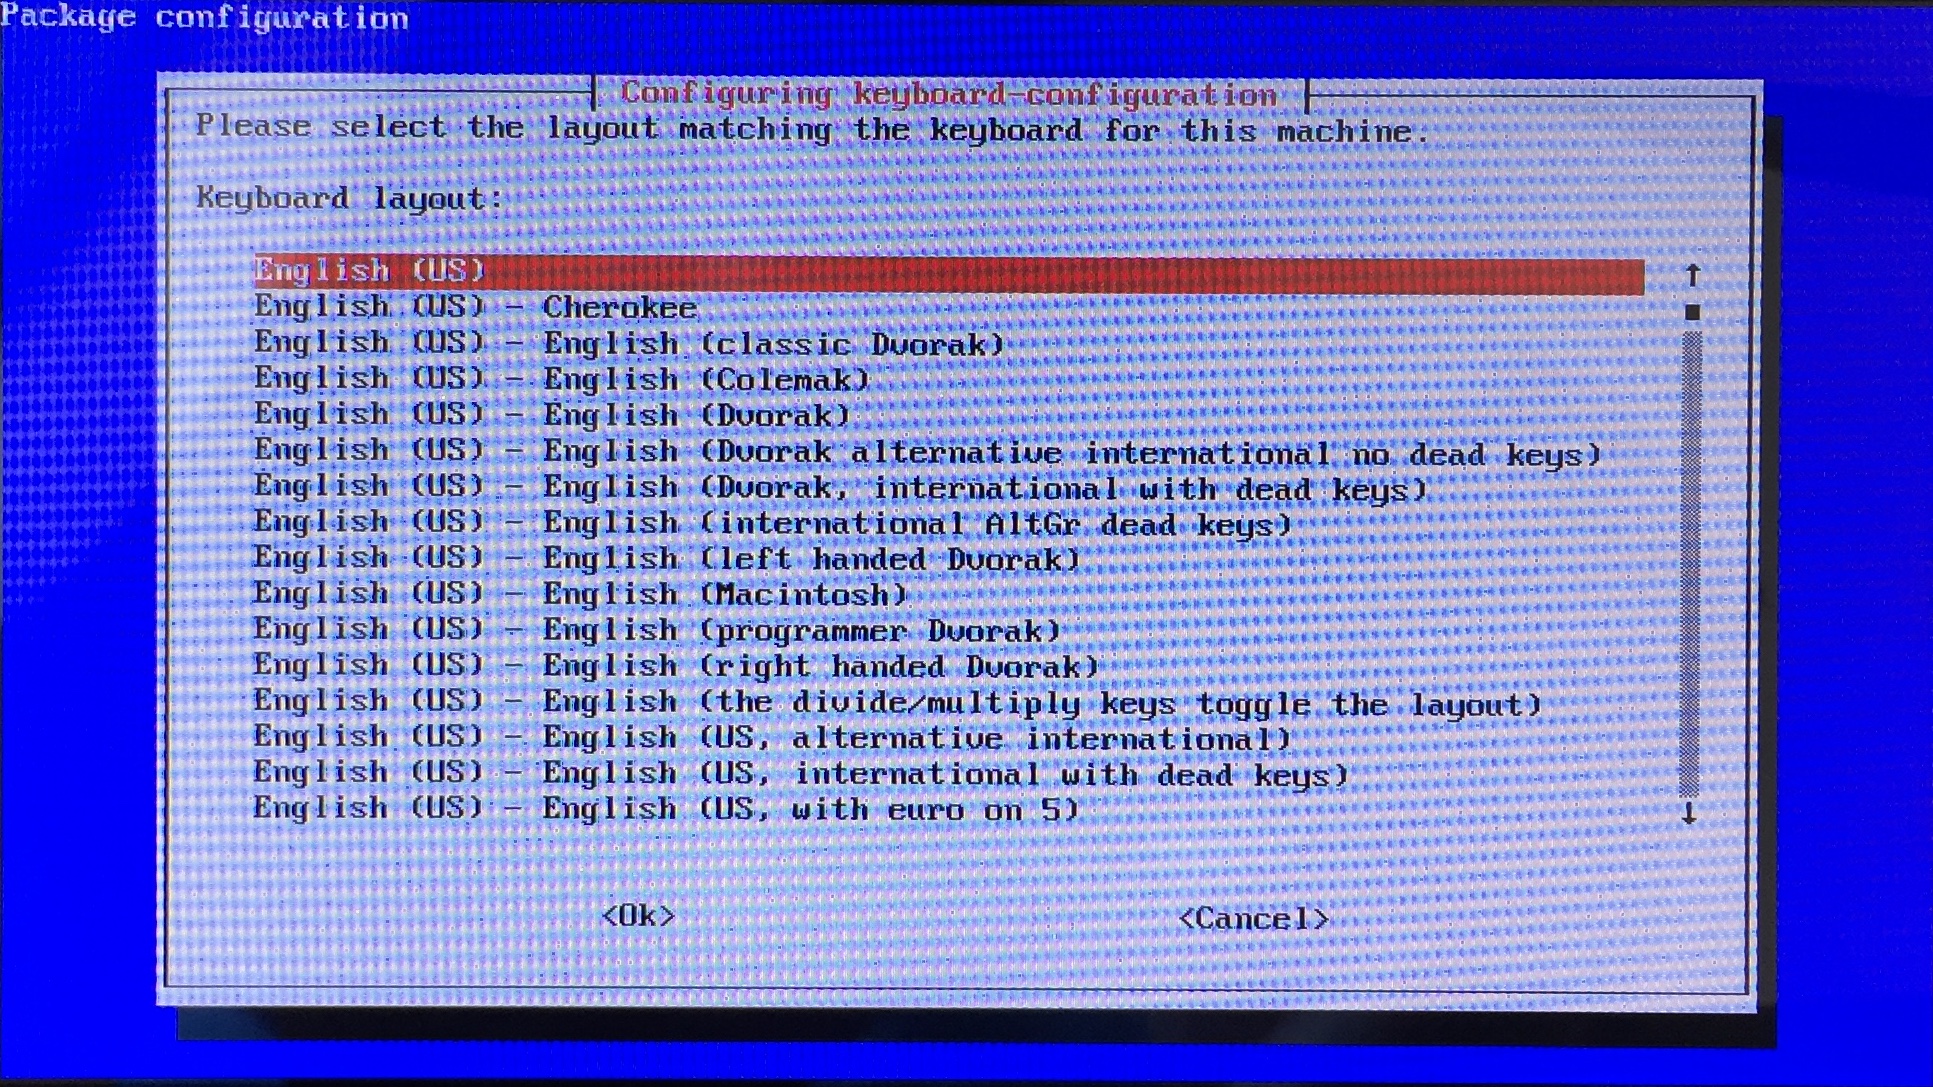 Package configuration
Configuring keyboard-configuration
Please select the layout matching the keyboard for this machine.
Keyboard layout:
English (US)
English (US) - Cherokee
English (US) - English (classic Dvorak)
English (US) - English (Colemak)
English (US) - English (Dvorak)
English (US) - English (Dvorak alternative international no dead keys)
English (US) - English (Dvorak, international with dead keys)
English (US) - English (international AltGr dead keys)
English (US) - English (left handed Dvorak)
English (US) - English (Macintosh)
English (US) - English (programmer Dvorak)
English (US) - English (right handed Dvorak)
English (US) - English (the divide/multiply keys toggle the layout)
English (US) - English (US, alternative international)
English (US) - English (US, international with dead keys)
English (US) - English (US, with euro on 5)
<Ok> <Cancel>